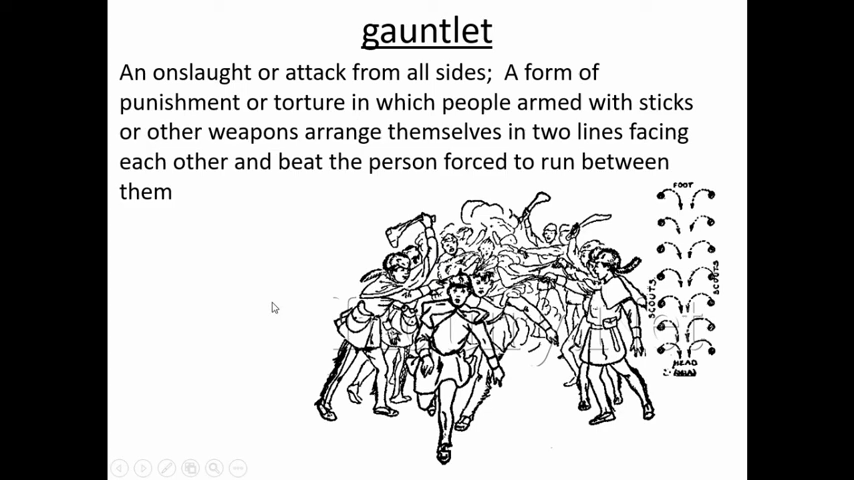 gauntlet
An onslaught or attack from all sides;  A form of
punishment or torture in which people armed with sticks
or other weapons arrange themselves in two lines facing
each other and beat the person forced to run between
them
FOOT
SCOUTS
SCOUTS
HEAD